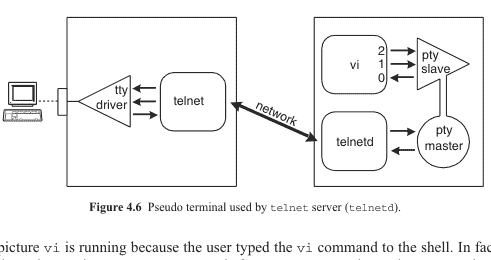 2
pty
vi
1
slave
0
tty
driver
telnet
network
telnetd
pty
master
Figure 4.6 Pseudo terminal used by telnet server (telnetd).
picture vi is running because the user typed the vi command to the shell. In fac